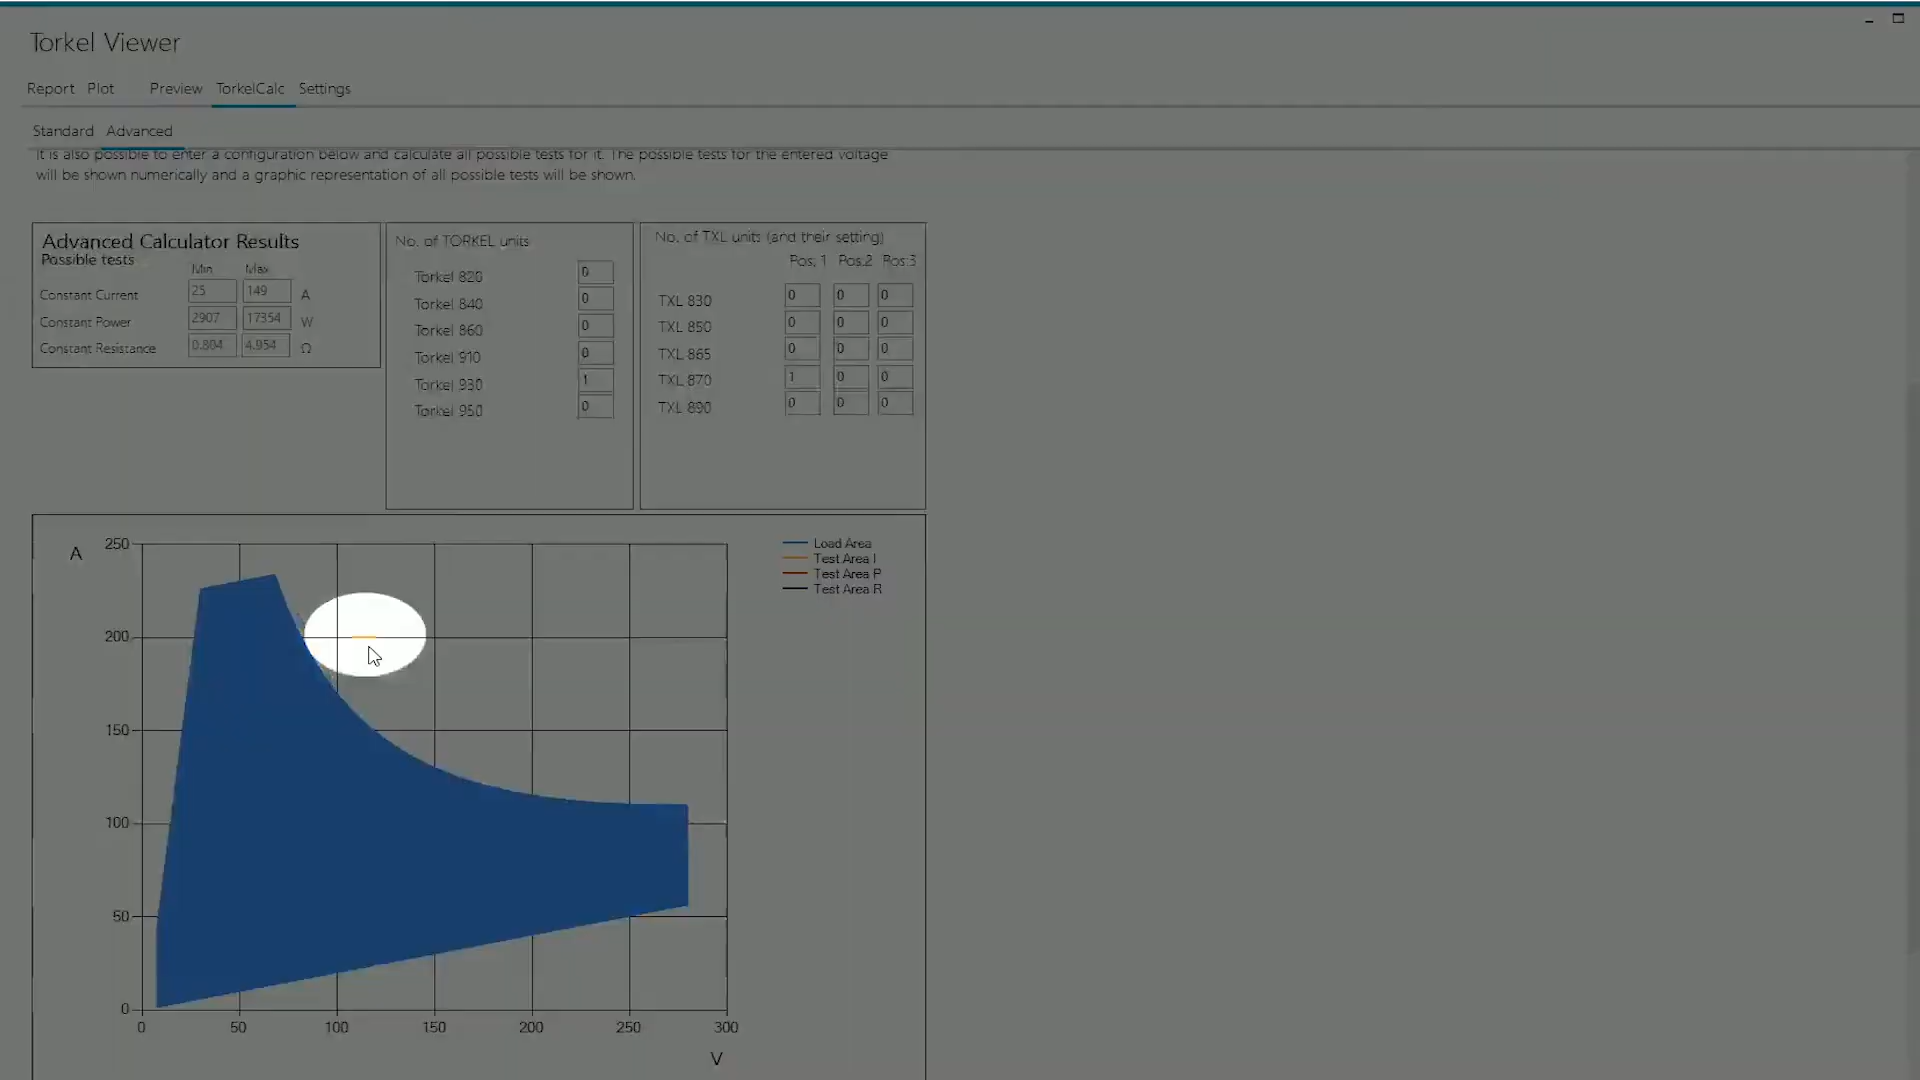 Torkel Viewer
Report Plot Preview TorkelCalc Settings
Standard Advanced
It is also possible to enter a configuration below and calculate all possible tests for it. The possible tests for the entered voltage
will be shown numerically and a graphic representation of all possible tests will be shown.
Advanced Calculator Results
Possible tests
Min Max
Constant Current 25 149 A
Constant Power 2907 17354 W
Constant Resistance 0.804 4.954 Ω
No. of TORKEL units
Torkel 820 0
Torkel 840 0
Torkel 860 0
Torkel 910 0
Torkel 930 1
Torkel 950 0
No. of TXL units (and their setting)
Pos. 1 Pos.2 Pos.3
TXL 830 0 0 0
TXL 850 0 0 0
TXL 865 0 0 0
TXL 870 1 0 0
TXL 890 0 0 0
A
250
200
150
100
50
0
0 50 100 150 200 250 300
V
Load Area
Test Area I
Test Area P
Test Area R